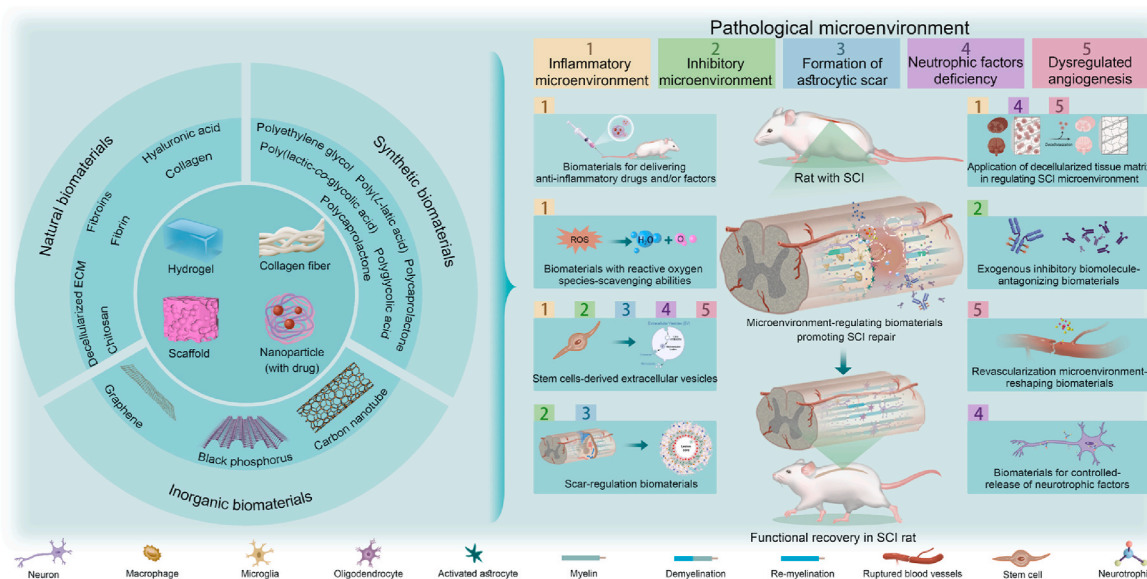 Natural biomaterials
Synthetic biomaterials
Inorganic biomaterials
Hyaluronic acid
Collagen
Fibroins
Fibrin
Decellularized ECM
Chitosan
Polyethylene glycol
Poly(lactic-co-glycolic acid)
Poly(L-latic acid)
Polycaprolactone
Polycaprolactone
Polyglycolic acid
Graphene
Black phosphorus
Carbon nanotube
Hydrogel
Collagen fiber
Scaffold
Nanoparticle
(with drug)
Pathological microenvironment
1
Inflammatory
microenvironment
2
Inhibitory
microenvironment
3
Formation of
astrocytic scar
4
Neutrophic factors
deficiency
5
Dysregulated
angiogenesis
1
Biomaterials for delivering
anti-inflammatory drugs and/or factors
1
ROS
H₂O
+
O
Biomaterials with reactive oxygen
species-scavenging abilities
1 2 3 4 5
Stem cells-derived extracellular vesicles
2 3
Scar-regulation biomaterials
Rat with SCI
Microenvironment-regulating biomaterials
promoting SCI repair
Functional recovery in SCI rat
1 4 5
Application of decellularized tissue matrix
in regulating SCI microenvironment
2
Exogenous inhibitory biomolecule-
antagonizing biomaterials
5
Revascularization microenvironment-
reshaping biomaterials
4
Biomaterials for controlled-
release of neurotrophic factors
Neuron
Macrophage
Microglia
Oligodendrocyte
Activated astrocyte
Myelin
Demyelination
Re-myelination
Ruptured blood vessels
Stem cell
Neurotrophi